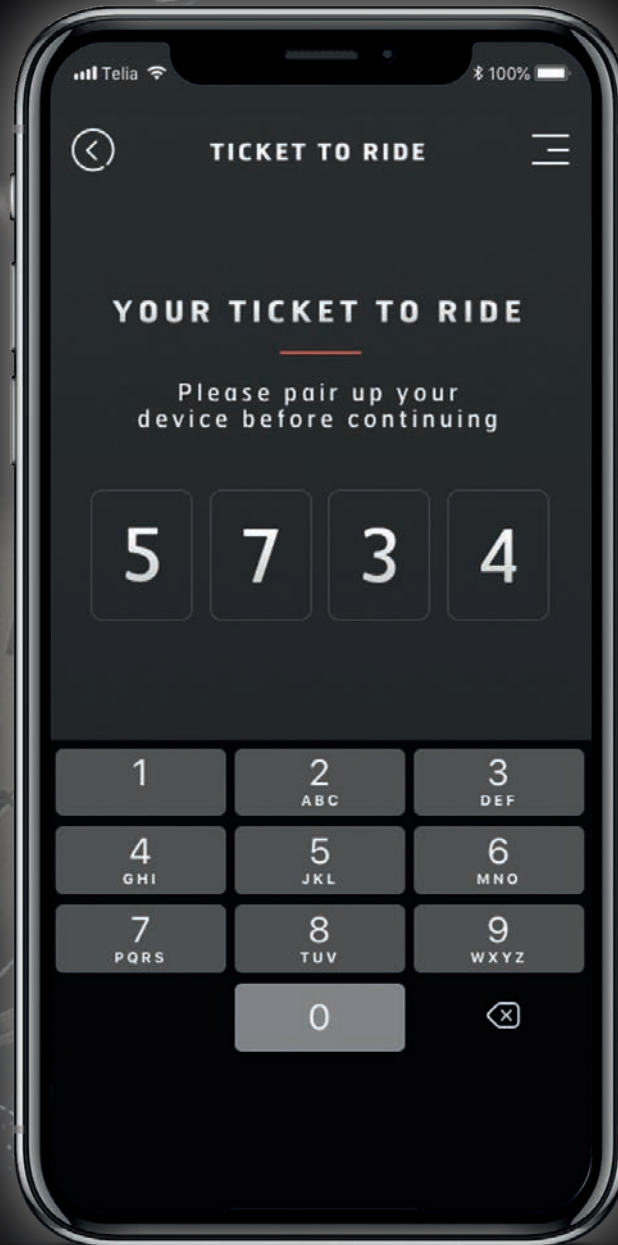 Telia 100%
TICKET TO RIDE
YOUR TICKET TO RIDE
Please pair up your
device before continuing
5 7 3 4
1 2 3
ABC DEF
4 5 6
GHI JKL MNO
7 8 9
PQRS TUV WXYZ
0